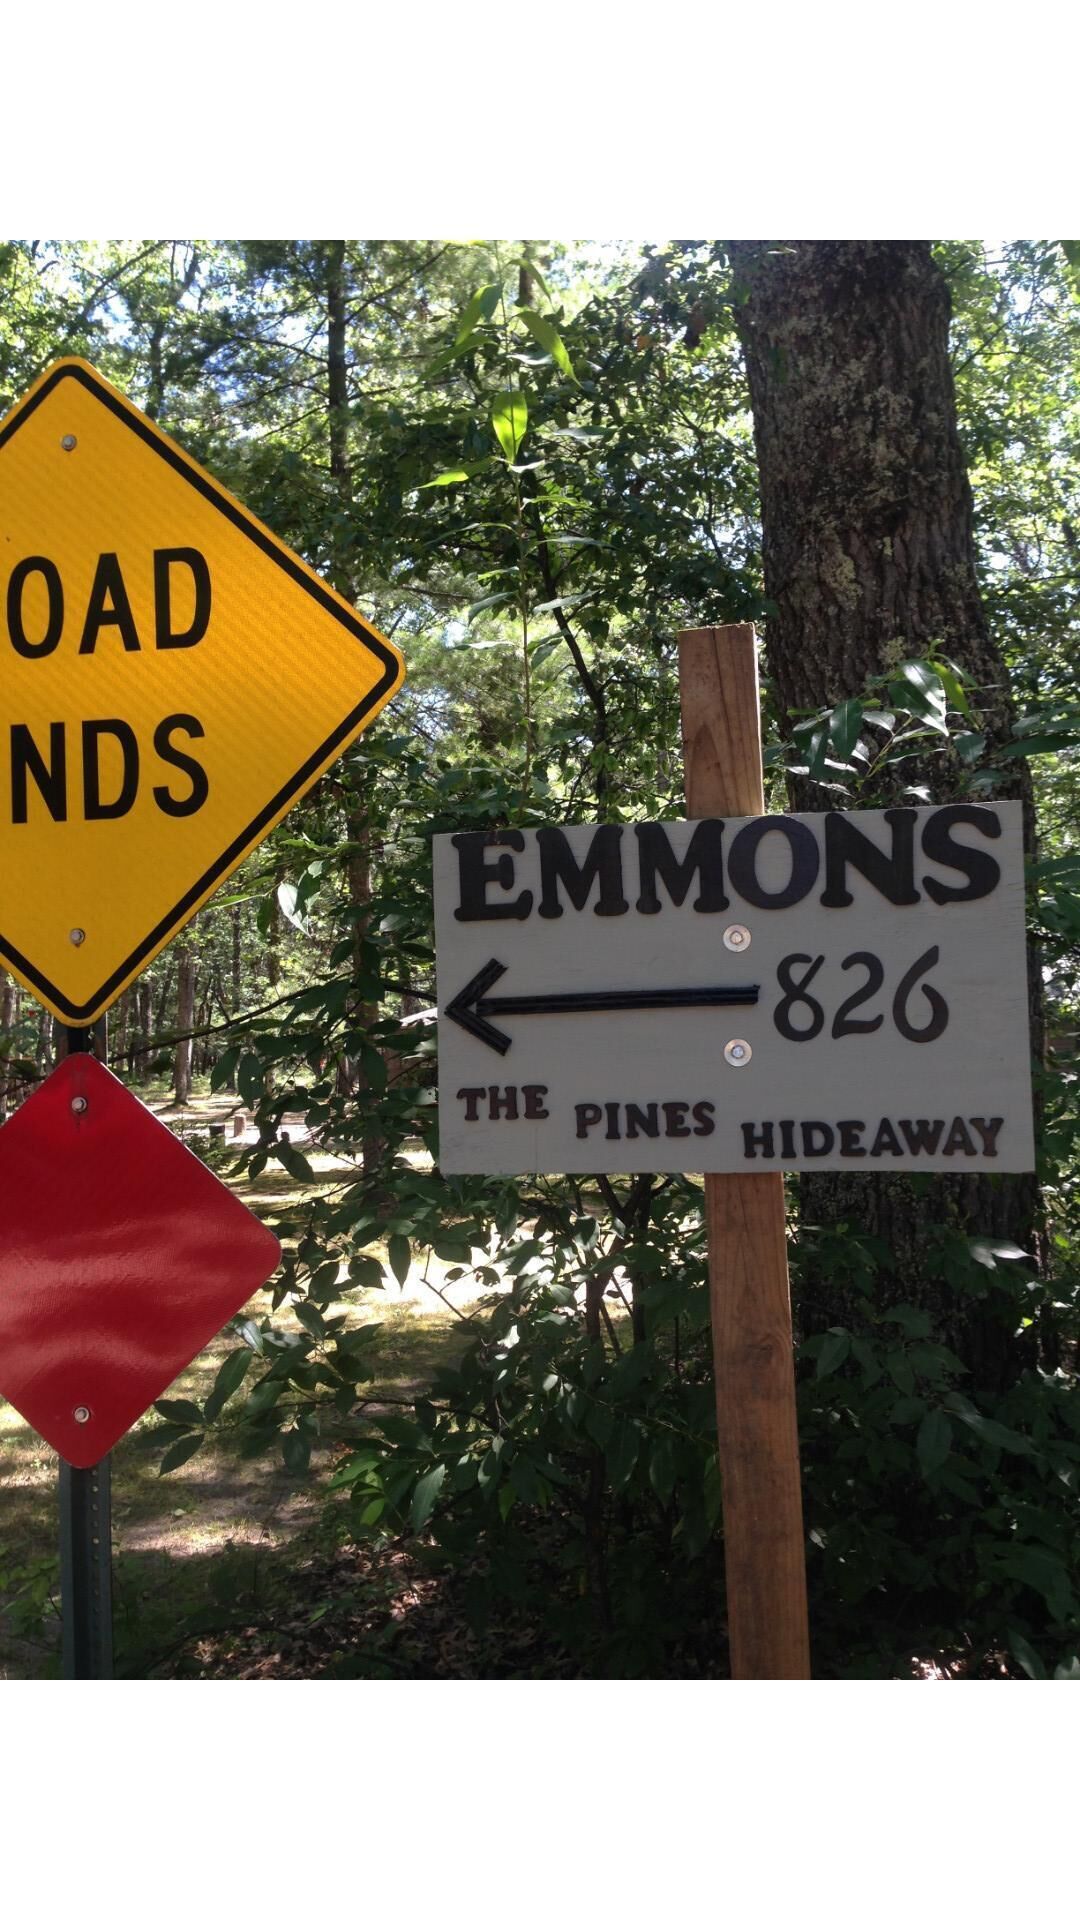 OAD
NDS
EMMONS
826
THE PINES HIDEAWAY